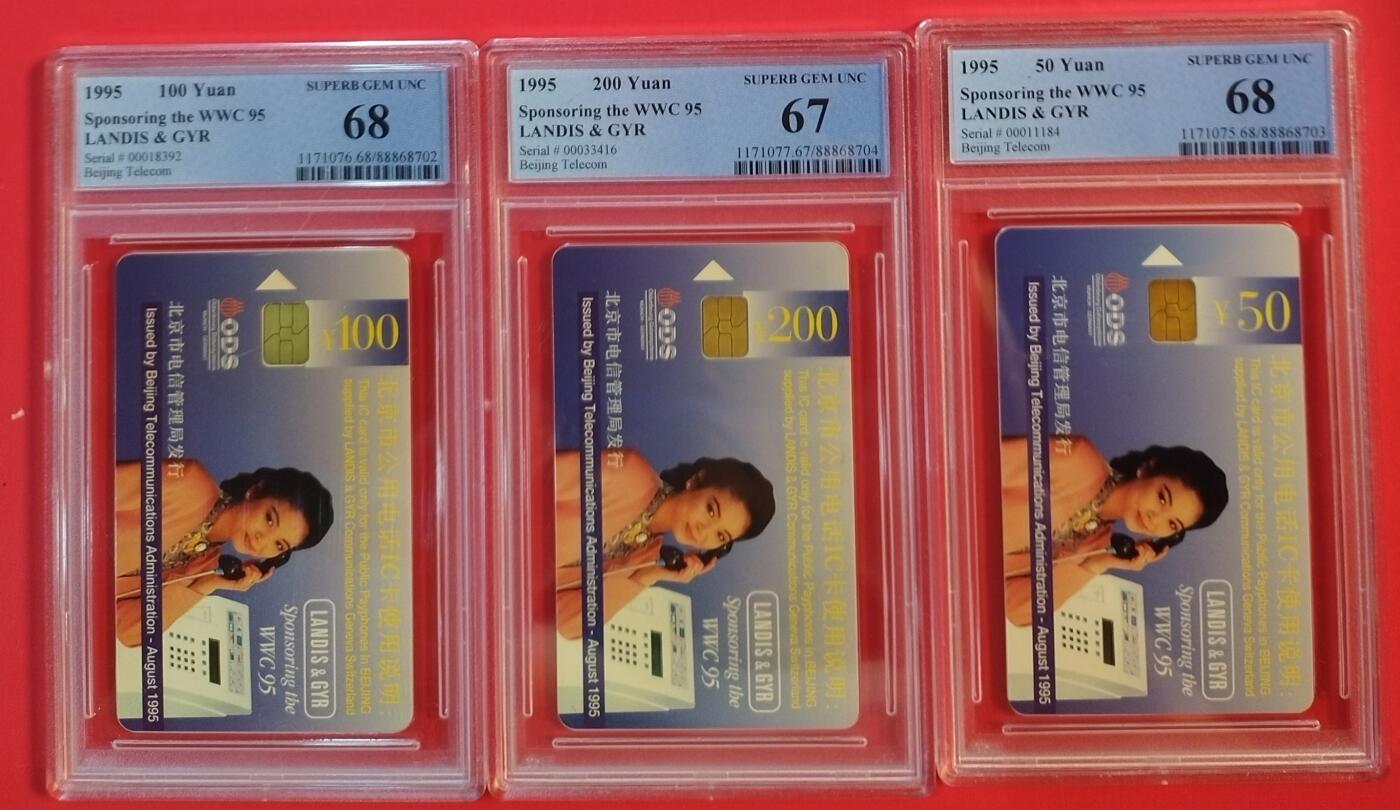 1995 100 Yuan SUPERB GEM UNC
Sponsoring the WWC 95 68
LANDIS & GYR
Serial # 00018392 1171076.68/88868702
Beijing Telecom
¥100
ODS
北京市公用电话IC卡使用说明:
This IC card is valid only for the Public Payphones in BEIJING
supplied by LANDIS & GYR Communications Geneva Switzerland
LANDIS & GYR
Sponsoring the
WWC 95
北京市电信管理局发行
Issued by Beijing Telecommunications Administration - August 1995
1995 200 Yuan SUPERB GEM UNC
Sponsoring the WWC 95 67
LANDIS & GYR
Serial # 00033416 1171077.67/88868704
Beijing Telecom
¥200
ODS
北京市公用电话IC卡使用说明:
This IC card is valid only for the Public Payphones in BEIJING
supplied by LANDIS & GYR Communications Geneva Switzerland
LANDIS & GYR
Sponsoring the
WWC 95
北京市电信管理局发行
Issued by Beijing Telecommunications Administration - August 1995
1995 50 Yuan SUPERB GEM UNC
Sponsoring the WWC 95 68
LANDIS & GYR
Serial # 00011184 1171075.68/88868703
Beijing Telecom
¥50
ODS
北京市公用电话IC卡使用说明:
This IC card is valid only for the Public Payphones in BEIJING
supplied by LANDIS & GYR Communications Geneva Switzerland
LANDIS & GYR
Sponsoring the
WWC 95
北京市电信管理局发行
Issued by Beijing Telecommunications Administration - August 1995